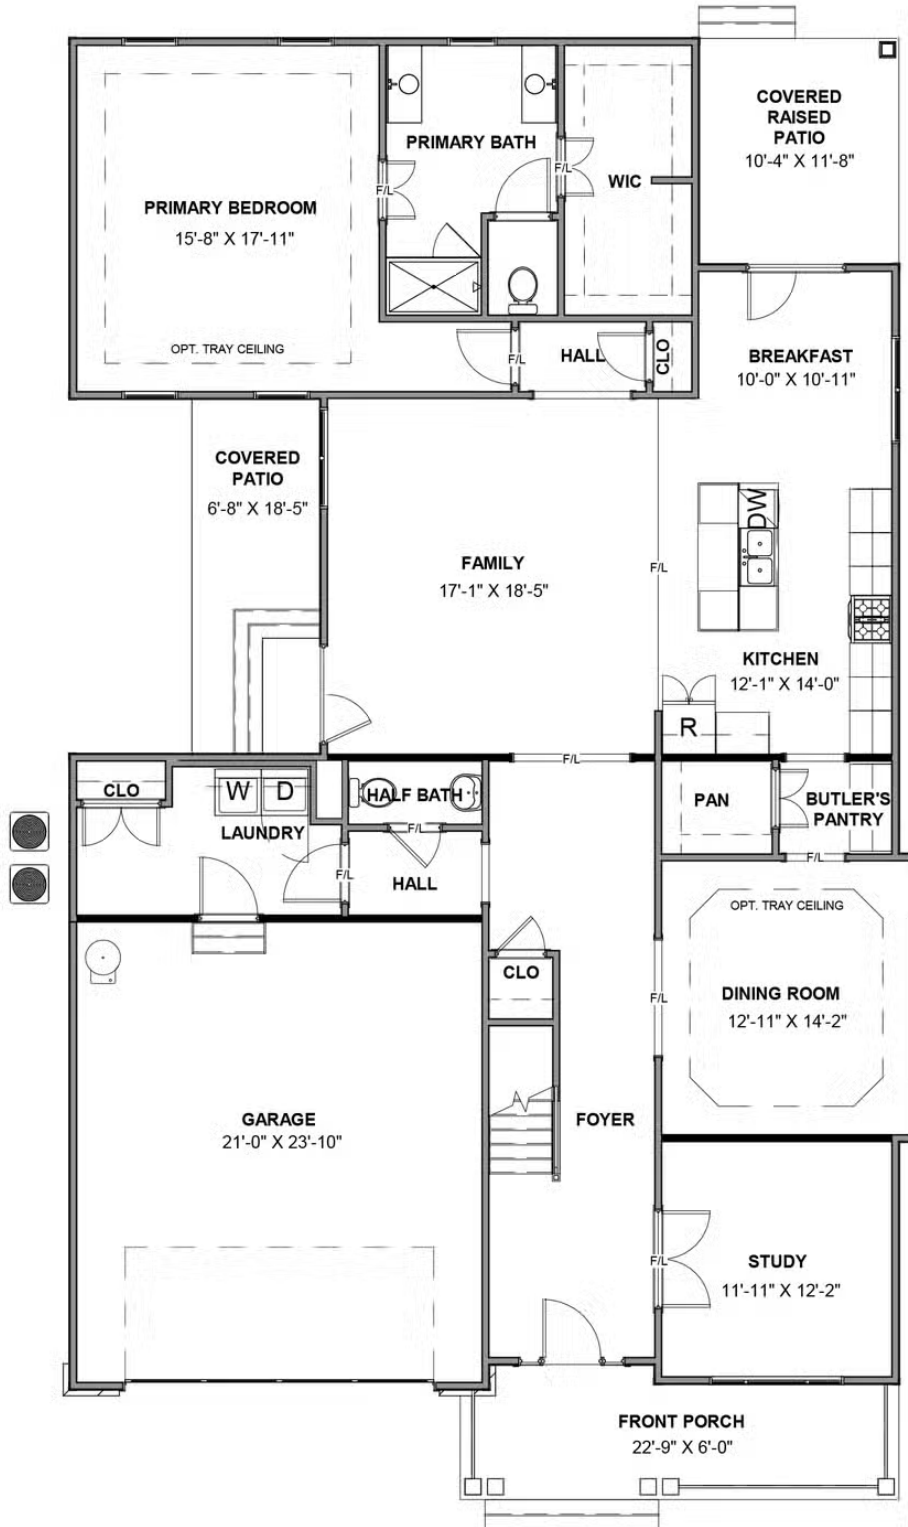 COVERED
RAISED
PATIO
10'-4" X 11'-8"
PRIMARY BATH
F/L
F/L
WIC
PRIMARY BEDROOM
15'-8" X 17'-11"
OPT. TRAY CEILING
F/L
HALL
CLO
BREAKFAST
10'-0" X 10'-11"
COVERED
PATIO
6'-8" X 18'-5"
DW
FAMILY
17'-1" X 18'-5"
F/L
KITCHEN
12'-1" X 14'-0"
R
F/L
CLO
W
D
HALF BATH
PAN
BUTLER'S
PANTRY
LAUNDRY
F/L
F/L
F/L
HALL
OPT. TRAY CEILING
CLO
DINING ROOM
12'-11" X 14'-2"
F/L
GARAGE
21'-0" X 23'-10"
FOYER
STUDY
11'-11" X 12'-2"
F/L
FRONT PORCH
22'-9" X 6'-0"